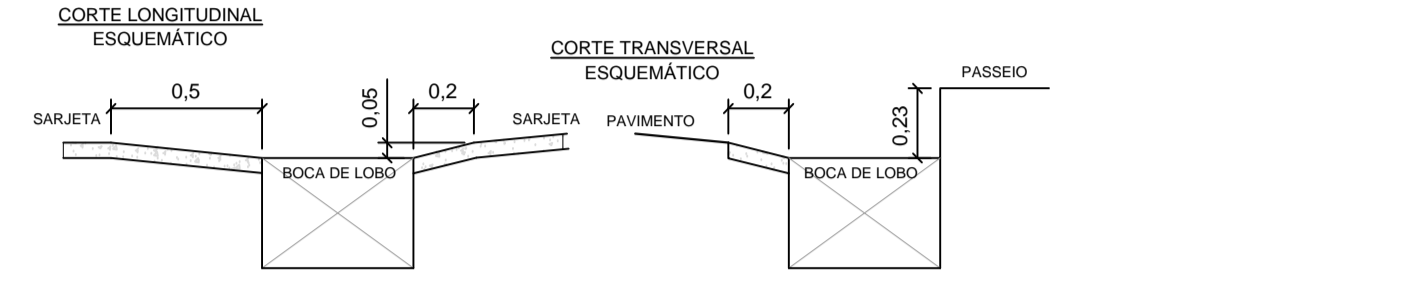 CORTE LONGITUDINAL
ESQUEMÁTICO
0,5
0,05
0,2
SARJETA
SARJETA
BOCA DE LOBO
CORTE TRANSVERSAL
ESQUEMÁTICO
PASSEIO
0,2
0,23
PAVIMENTO
BOCA DE LOBO